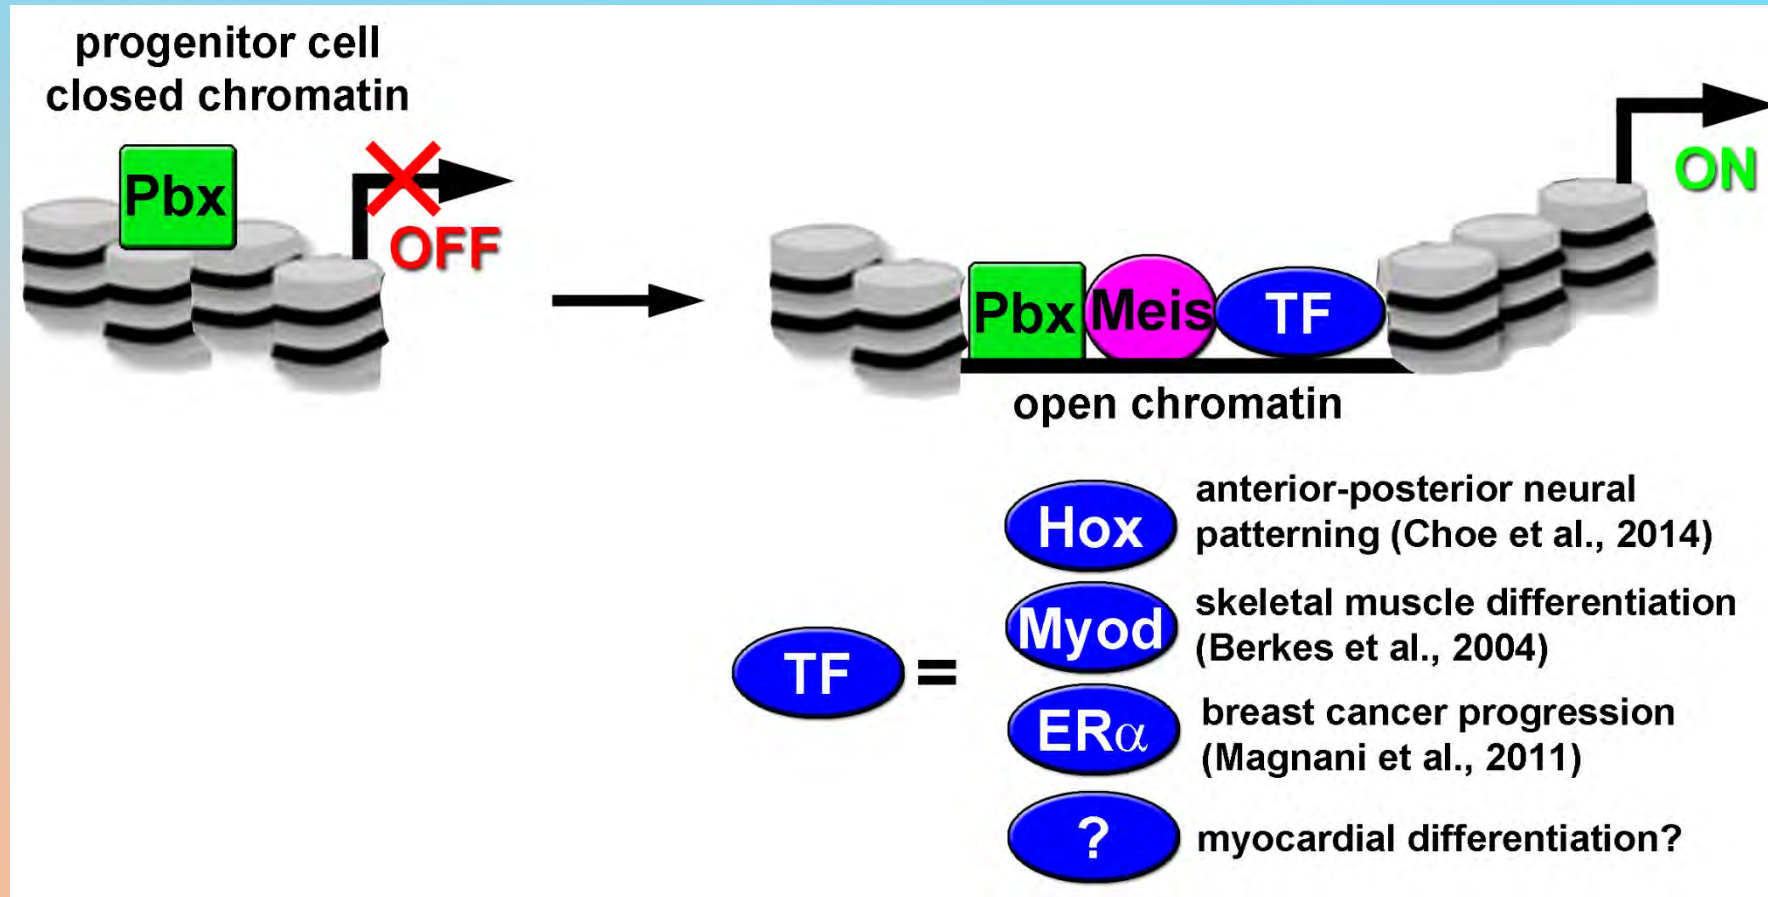 progenitor cell
closed chromatin
Pbx
OFF
ON
Pbx Meis TF
open chromatin
Hox anterior-posterior neural
patterning (Choe et al., 2014)
Myod skeletal muscle differentiation
(Berkes et al., 2004)
TF =
ERα breast cancer progression
(Magnani et al., 2011)
? myocardial differentiation?